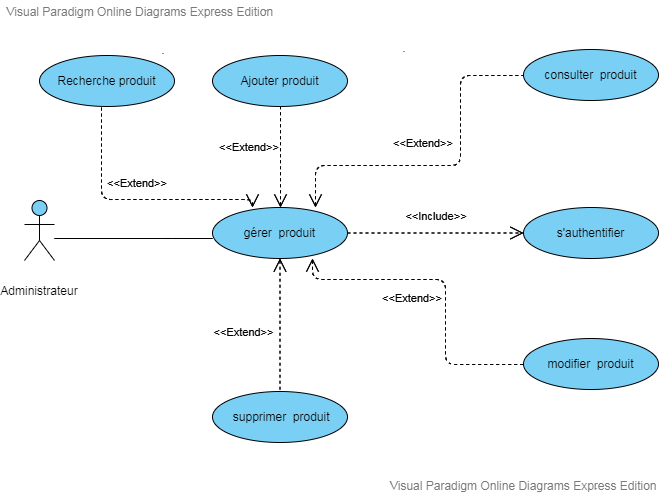 Visual Paradigm Online Diagrams Express Edition
Recherche produit
Ajouter produit
consulter produit
<<Extend>>
<<Extend>>
<<Extend>>
<<Include>>
gérer produit
s'authentifier
Administrateur
<<Extend>>
<<Extend>>
modifier produit
supprimer produit
Visual Paradigm Online Diagrams Express Edition